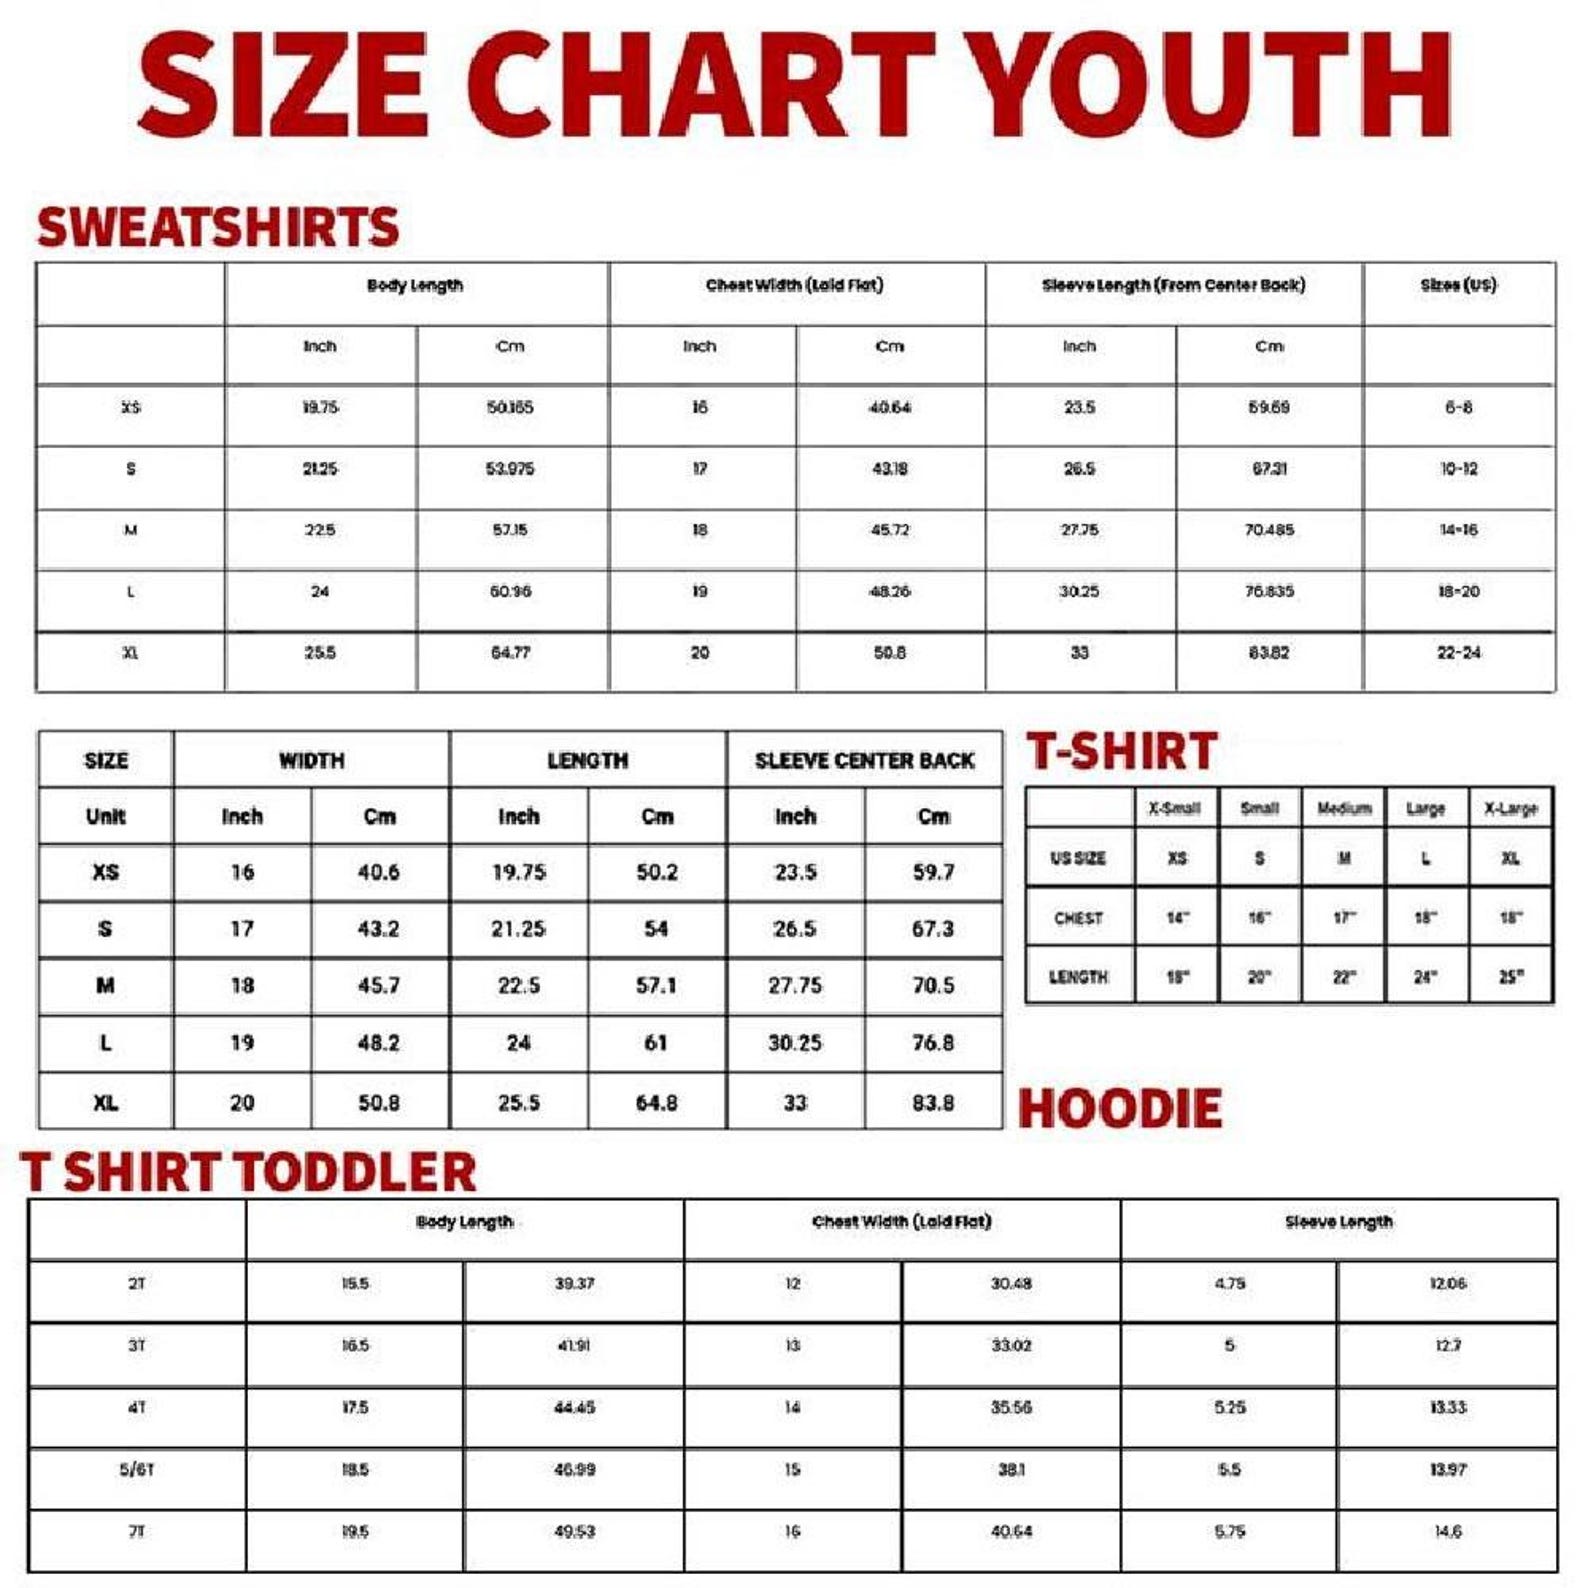 SIZE CHART YOUTH
SWEATSHIRTS
Body Length Chest Width (Laid Flat) Sleeve Length (From Center Back) Sizes (US)
Inch Cm Inch Cm Inch Cm
XS 19.75 50.165 16 40.64 23.5 59.69 6-8
S 21.25 53.975 17 43.18 26.5 67.31 10-12
M 22.5 57.15 18 45.72 27.75 70.485 14-16
L 24 60.96 19 48.26 30.25 76.835 18-20
XL 25.5 64.77 20 50.8 33 83.82 22-24
SIZE WIDTH LENGTH SLEEVE CENTER BACK
Unit Inch Cm Inch Cm Inch Cm
XS 16 40.6 19.75 50.2 23.5 59.7
S 17 43.2 21.25 54 26.5 67.3
M 18 45.7 22.5 57.1 27.75 70.5
L 19 48.2 24 61 30.25 76.8
XL 20 50.8 25.5 64.8 33 83.8
T-SHIRT
X-Small Small Medium Large X-Large
US SIZE XS S M L XL
CHEST 14" 16" 17" 18" 18"
LENGTH 18" 20" 22" 24" 25"
HOODIE
T SHIRT TODDLER
Body Length Chest Width (Laid Flat) Sleeve Length
2T 15.5 39.37 12 30.48 4.75 12.06
3T 16.5 41.91 13 33.02 5 12.7
4T 17.5 44.45 14 35.56 5.25 13.33
5/6T 18.5 46.99 15 38.1 5.5 13.97
7T 19.5 49.53 16 40.64 5.75 14.6